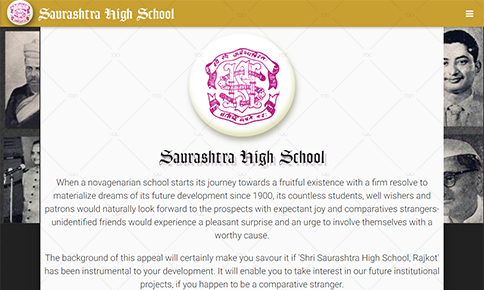 Saurashtra High School
Saurashtra High School
When a novagenarian school starts its journey towards a fruitful existence with a firm resolve to
materialize dreams of its future development since 1900, its countless students, well wishers and
patrons would naturally look forward to the prospects with expectant joy and comparatives strangers-
unidentified friends would experience a pleasant surprise and an urge to involve themselves with a
worthy cause.
The background of this appeal will certainly make you savour it if 'Shri Saurashtra High School, Rajkot'
has been instrumental to your development. It will enable you to take interest in our future institutional
projects, if you happen to be a comparative stranger.